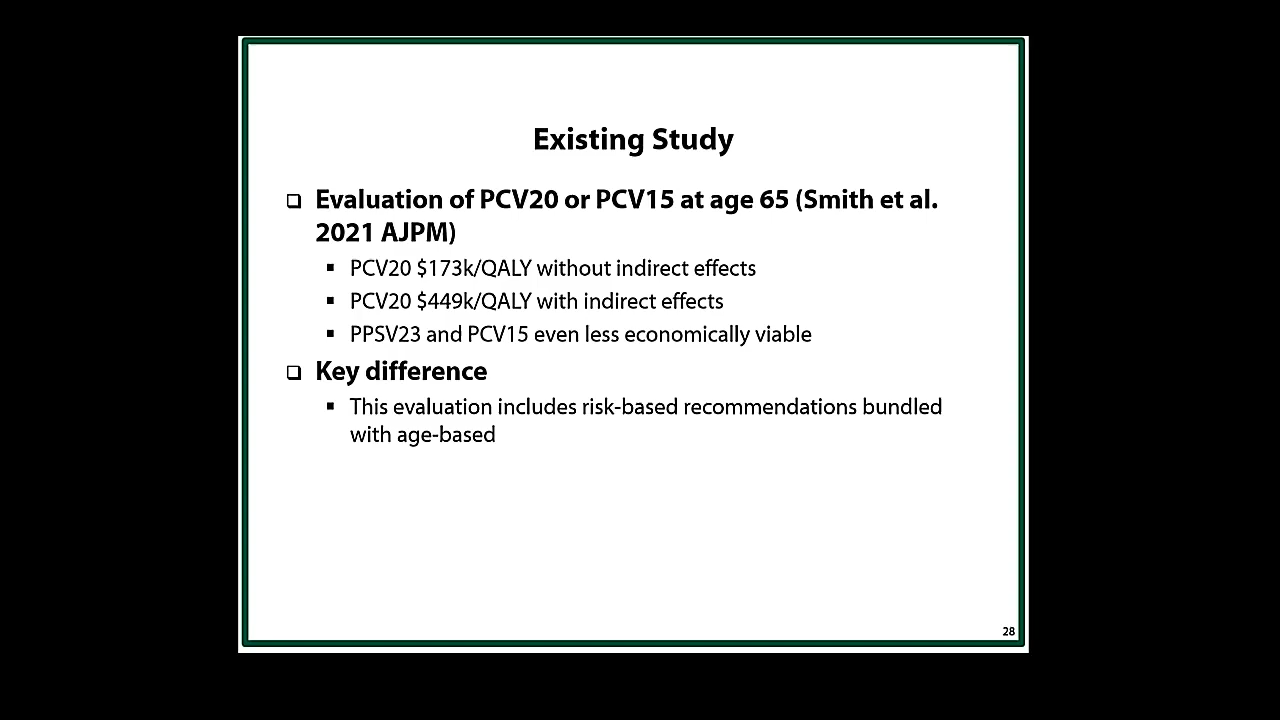 Existing Study
❑ Evaluation of PCV20 or PCV15 at age 65 (Smith et al.
2021 AJPM)
▪ PCV20 $173k/QALY without indirect effects
▪ PCV20 $449k/QALY with indirect effects
▪ PPSV23 and PCV15 even less economically viable
❑ Key difference
▪ This evaluation includes risk-based recommendations bundled
with age-based
28